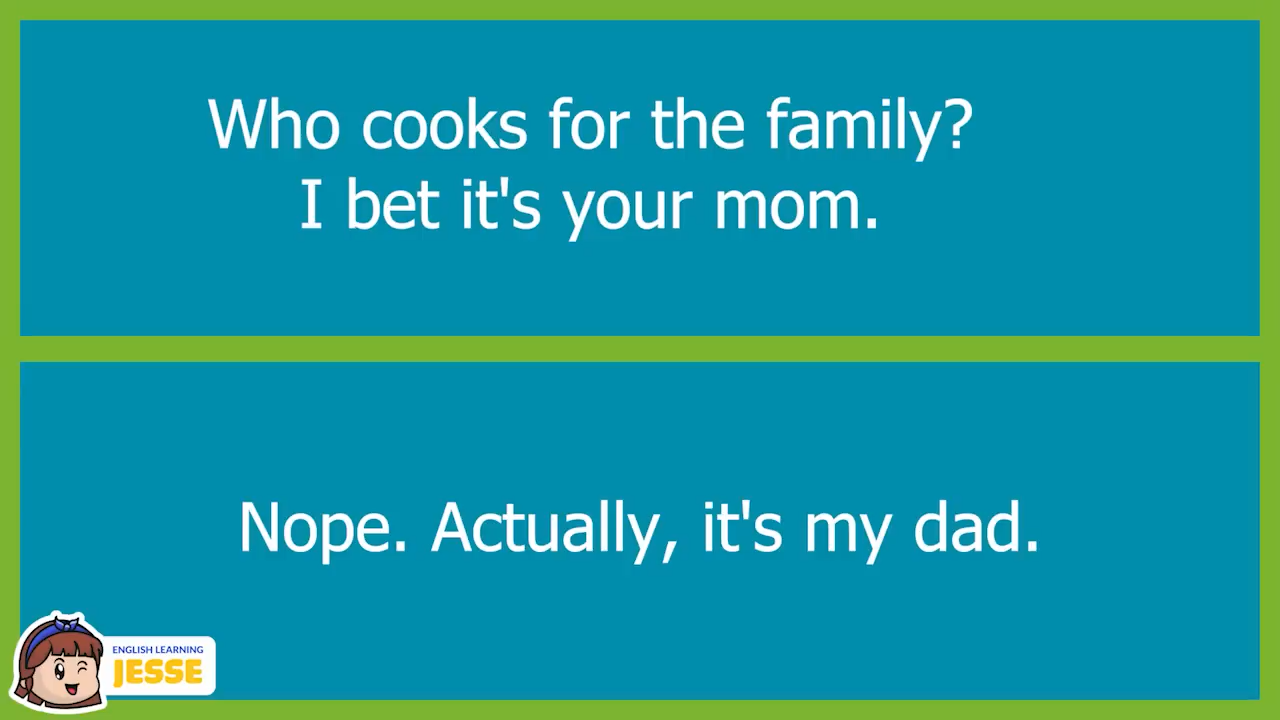 Who cooks for the family?
I bet it's your mom.
Nope. Actually, it's my dad.
ENGLISH LEARNING
JESSE